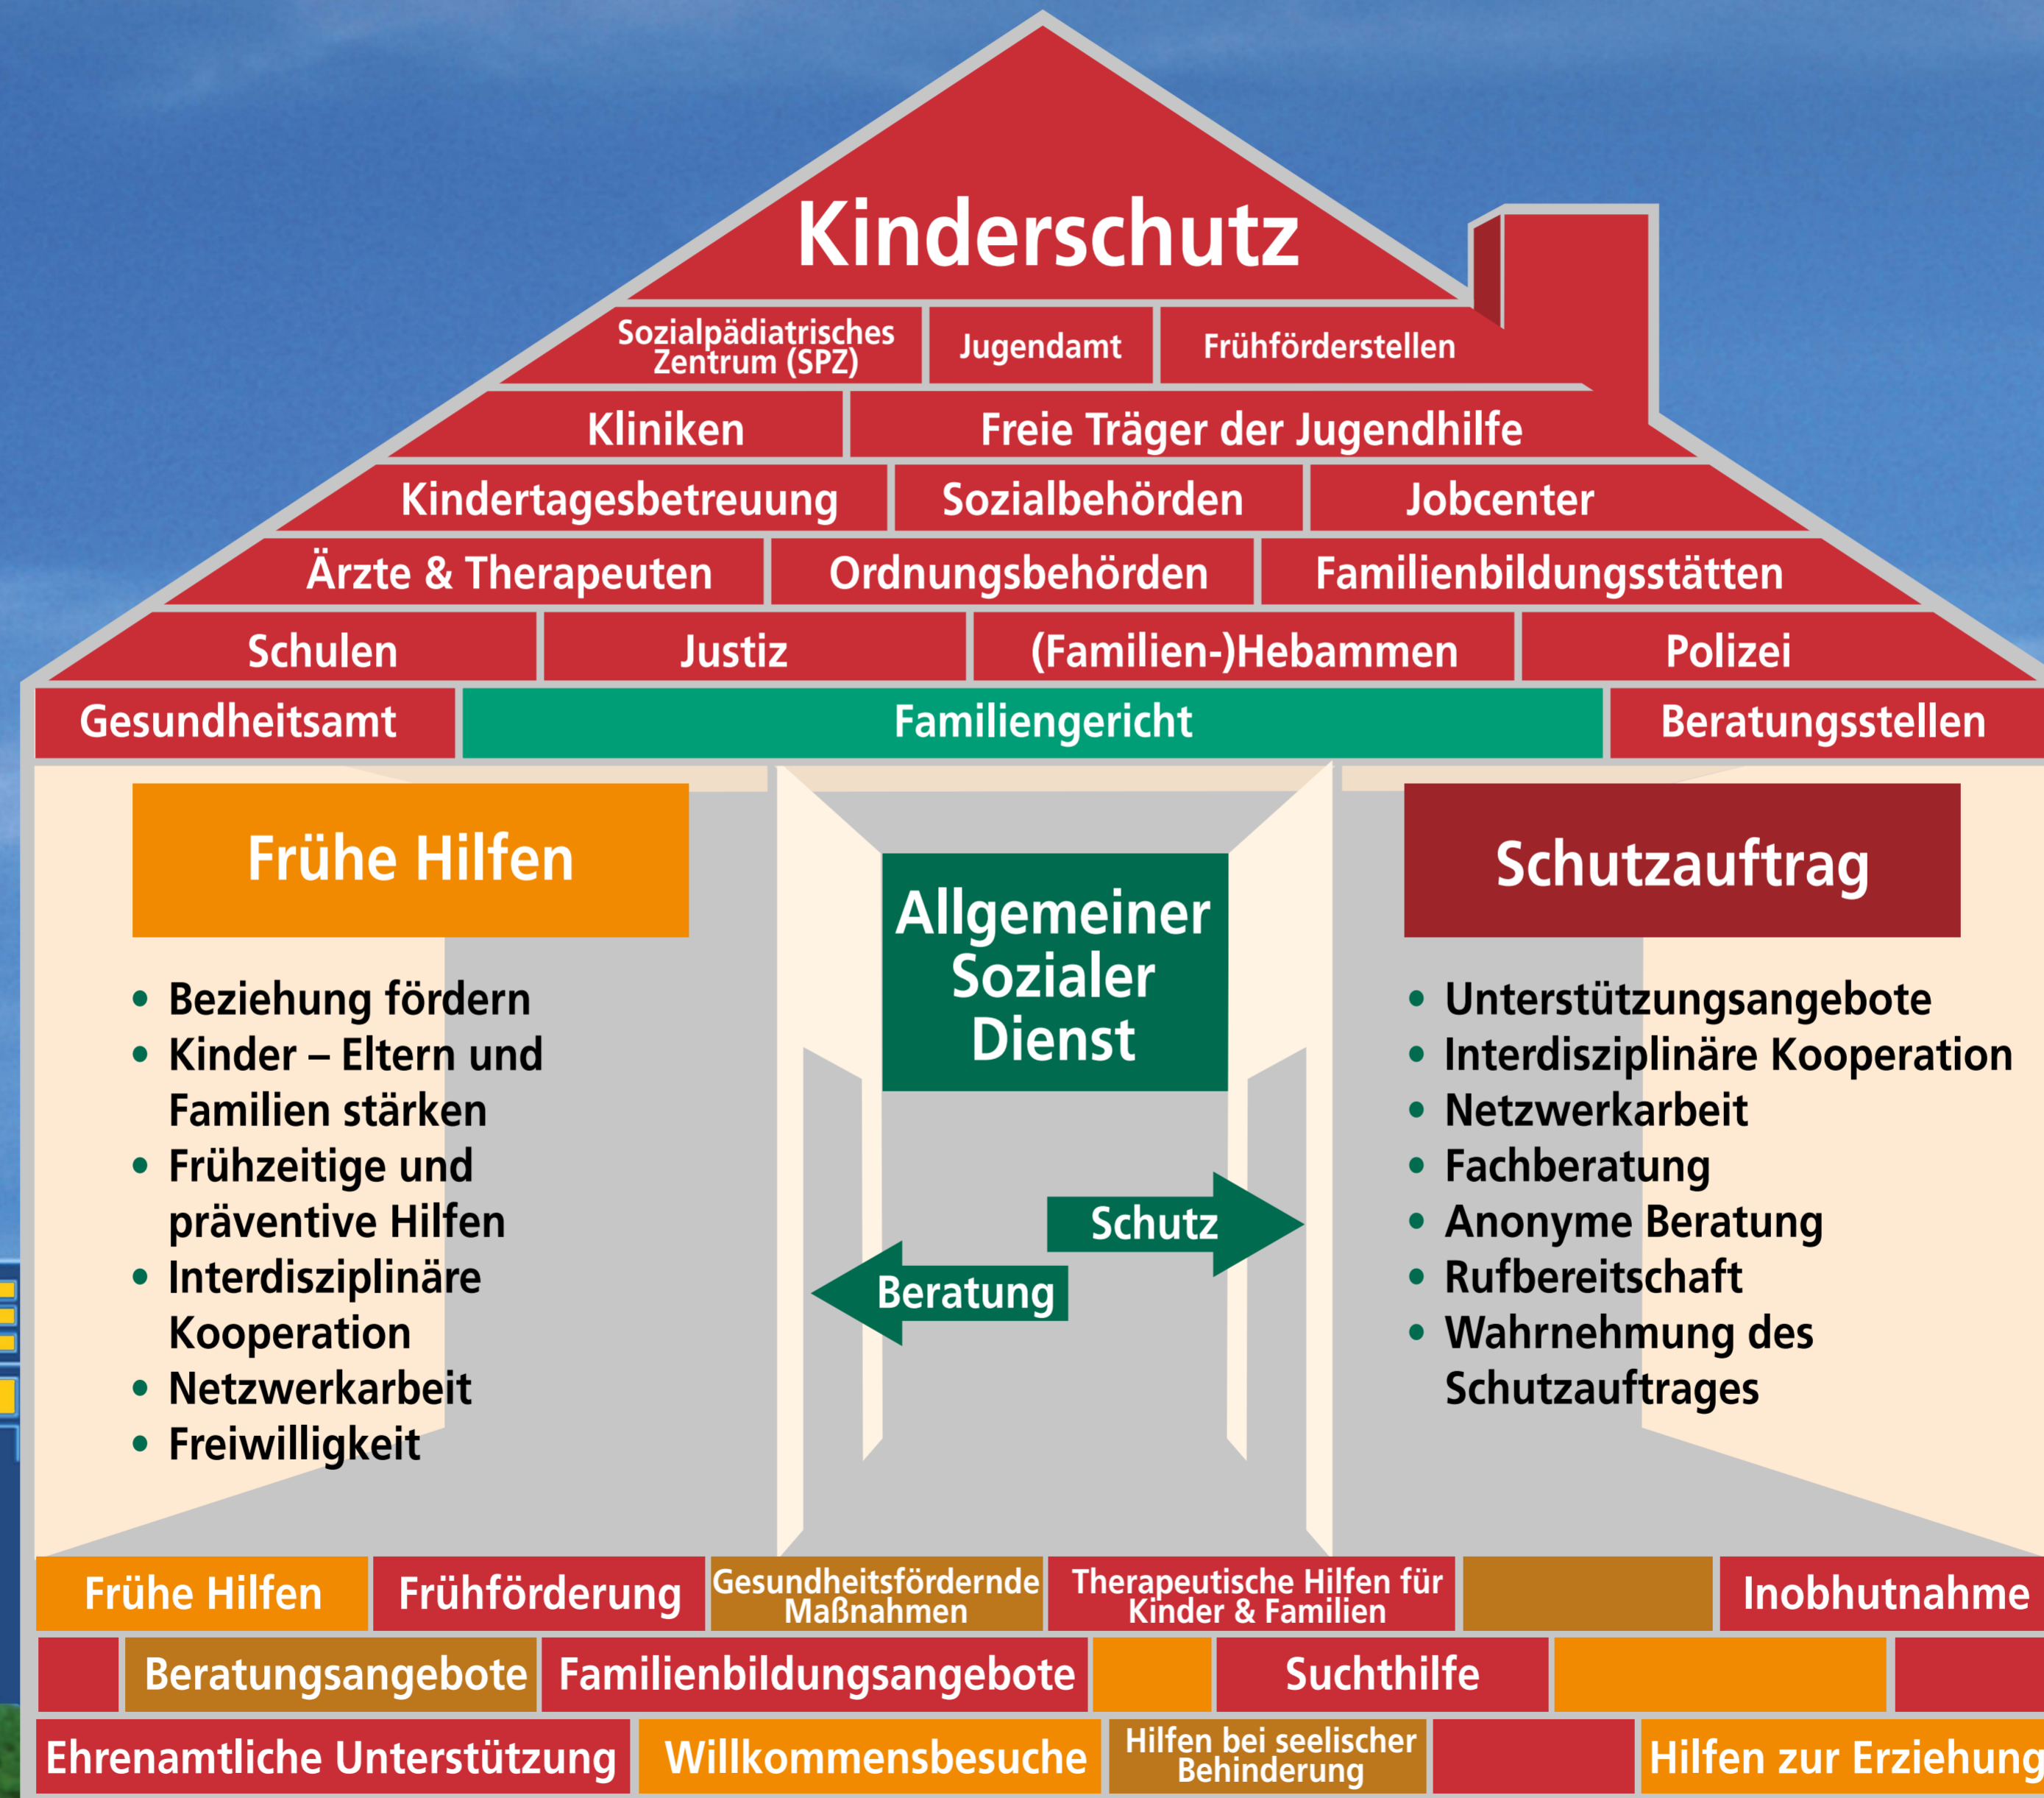 Kinderschutz
Sozialpädiatrisches
Zentrum (SPZ)
Jugendamt
Frühförderstellen
Kliniken
Freie Träger der Jugendhilfe
Kindertagesbetreuung
Sozialbehörden
Jobcenter
Ärzte & Therapeuten
Ordnungsbehörden
Familienbildungsstätten
Schulen
Justiz
(Familien-)Hebammen
Polizei
Gesundheitsamt
Familiengericht
Beratungsstellen
Frühe Hilfen
• Beziehung fördern
• Kinder – Eltern und
Familien stärken
• Frühzeitige und
präventive Hilfen
• Interdisziplinäre
Kooperation
• Netzwerkarbeit
• Freiwilligkeit
Allgemeiner
Sozialer
Dienst
Schutz
Beratung
Schutzauftrag
• Unterstützungsangebote
• Interdisziplinäre Kooperation
• Netzwerkarbeit
• Fachberatung
• Anonyme Beratung
• Rufbereitschaft
• Wahrnehmung des
Schutzauftrages
Frühe Hilfen
Frühförderung
Gesundheitsfördernde
Maßnahmen
Therapeutische Hilfen für
Kinder & Familien
Inobhutnahme
Beratungsangebote
Familienbildungsangebote
Suchthilfe
Ehrenamtliche Unterstützung
Willkommensbesuche
Hilfen bei seelischer
Behinderung
Hilfen zur Erziehung